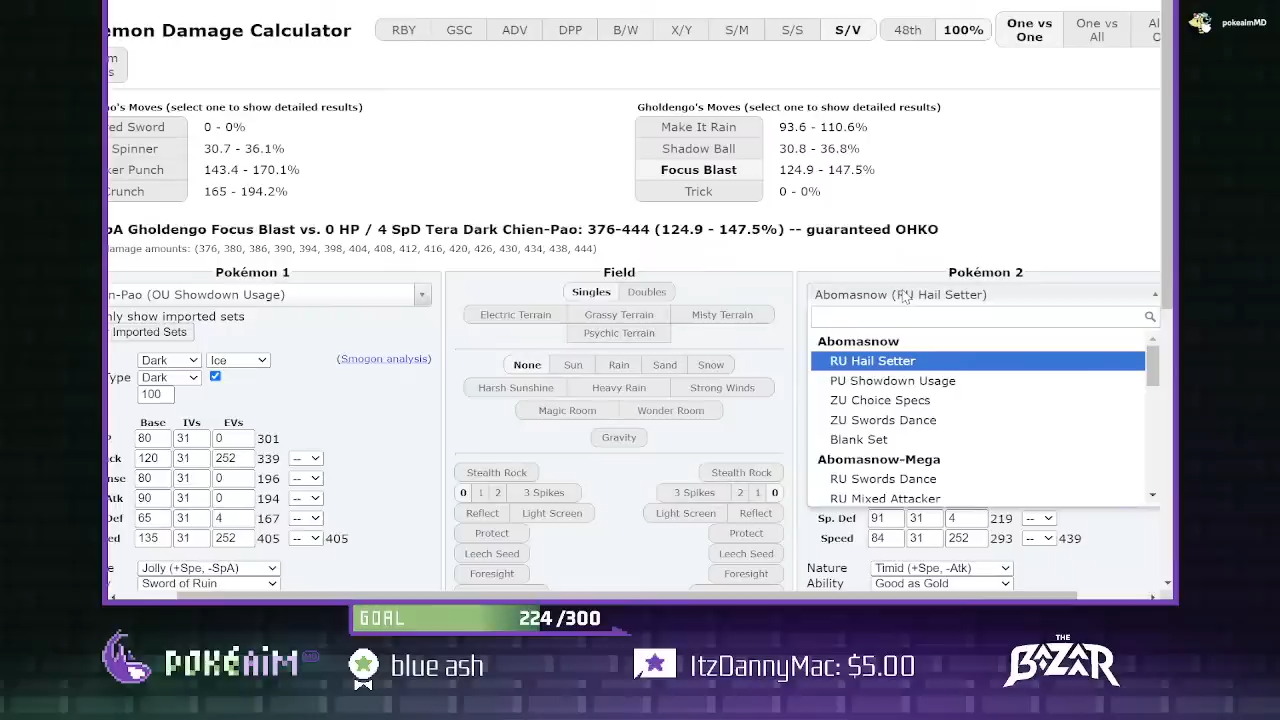 emon Damage Calculator
RBY GSC ADV DPP B/W X/Y S/M S/S S/V 48th 100% One vs One One vs All Al
pokeaimMD
m
s
o's Moves (select one to show detailed results)
ed Sword 0 - 0%
Spinner 30.7 - 36.1%
ker Punch 143.4 - 170.1%
Crunch 165 - 194.2%
Gholdengo's Moves (select one to show detailed results)
Make It Rain 93.6 - 110.6%
Shadow Ball 30.8 - 36.8%
Focus Blast 124.9 - 147.5%
Trick 0 - 0%
pA Gholdengo Focus Blast vs. 0 HP / 4 SpD Tera Dark Chien-Pao: 376-444 (124.9 - 147.5%) -- guaranteed OHKO
damage amounts: (376, 380, 386, 390, 394, 398, 404, 408, 412, 416, 420, 426, 430, 434, 438, 444)
Pokémon 1
n-Pao (OU Showdown Usage)
nly show imported sets
Imported Sets
Dark Ice (Smogon analysis)
Type Dark
100
Base IVs EVs
P 80 31 0 301
ck 120 31 252 339 --
nse 80 31 0 196 --
Atk 90 31 0 194 --
Def 65 31 4 167 --
ed 135 31 252 405 -- 405
e Jolly (+Spe, -SpA)
Sword of Ruin
Field
Singles Doubles
Electric Terrain Grassy Terrain Misty Terrain
Psychic Terrain
None Sun Rain Sand Snow
Harsh Sunshine Heavy Rain Strong Winds
Magic Room Wonder Room
Gravity
Stealth Rock Stealth Rock
0 1 2 3 Spikes 3 Spikes 2 1 0
Reflect Light Screen Light Screen Reflect
Protect Protect
Leech Seed Leech Seed
Foresight Foresight
Pokémon 2
Abomasnow (RU Hail Setter)
Abomasnow
RU Hail Setter
PU Showdown Usage
ZU Choice Specs
ZU Swords Dance
Blank Set
Abomasnow-Mega
RU Swords Dance
RU Mixed Attacker
Sp. Def 91 31 4 219 --
Speed 84 31 252 293 -- 439
Nature Timid (+Spe, -Atk)
Ability Good as Gold
GOAL 224 /300
POKéAIM MD
blue ash
ItzDannyMac: $5.00
THE BAZAR